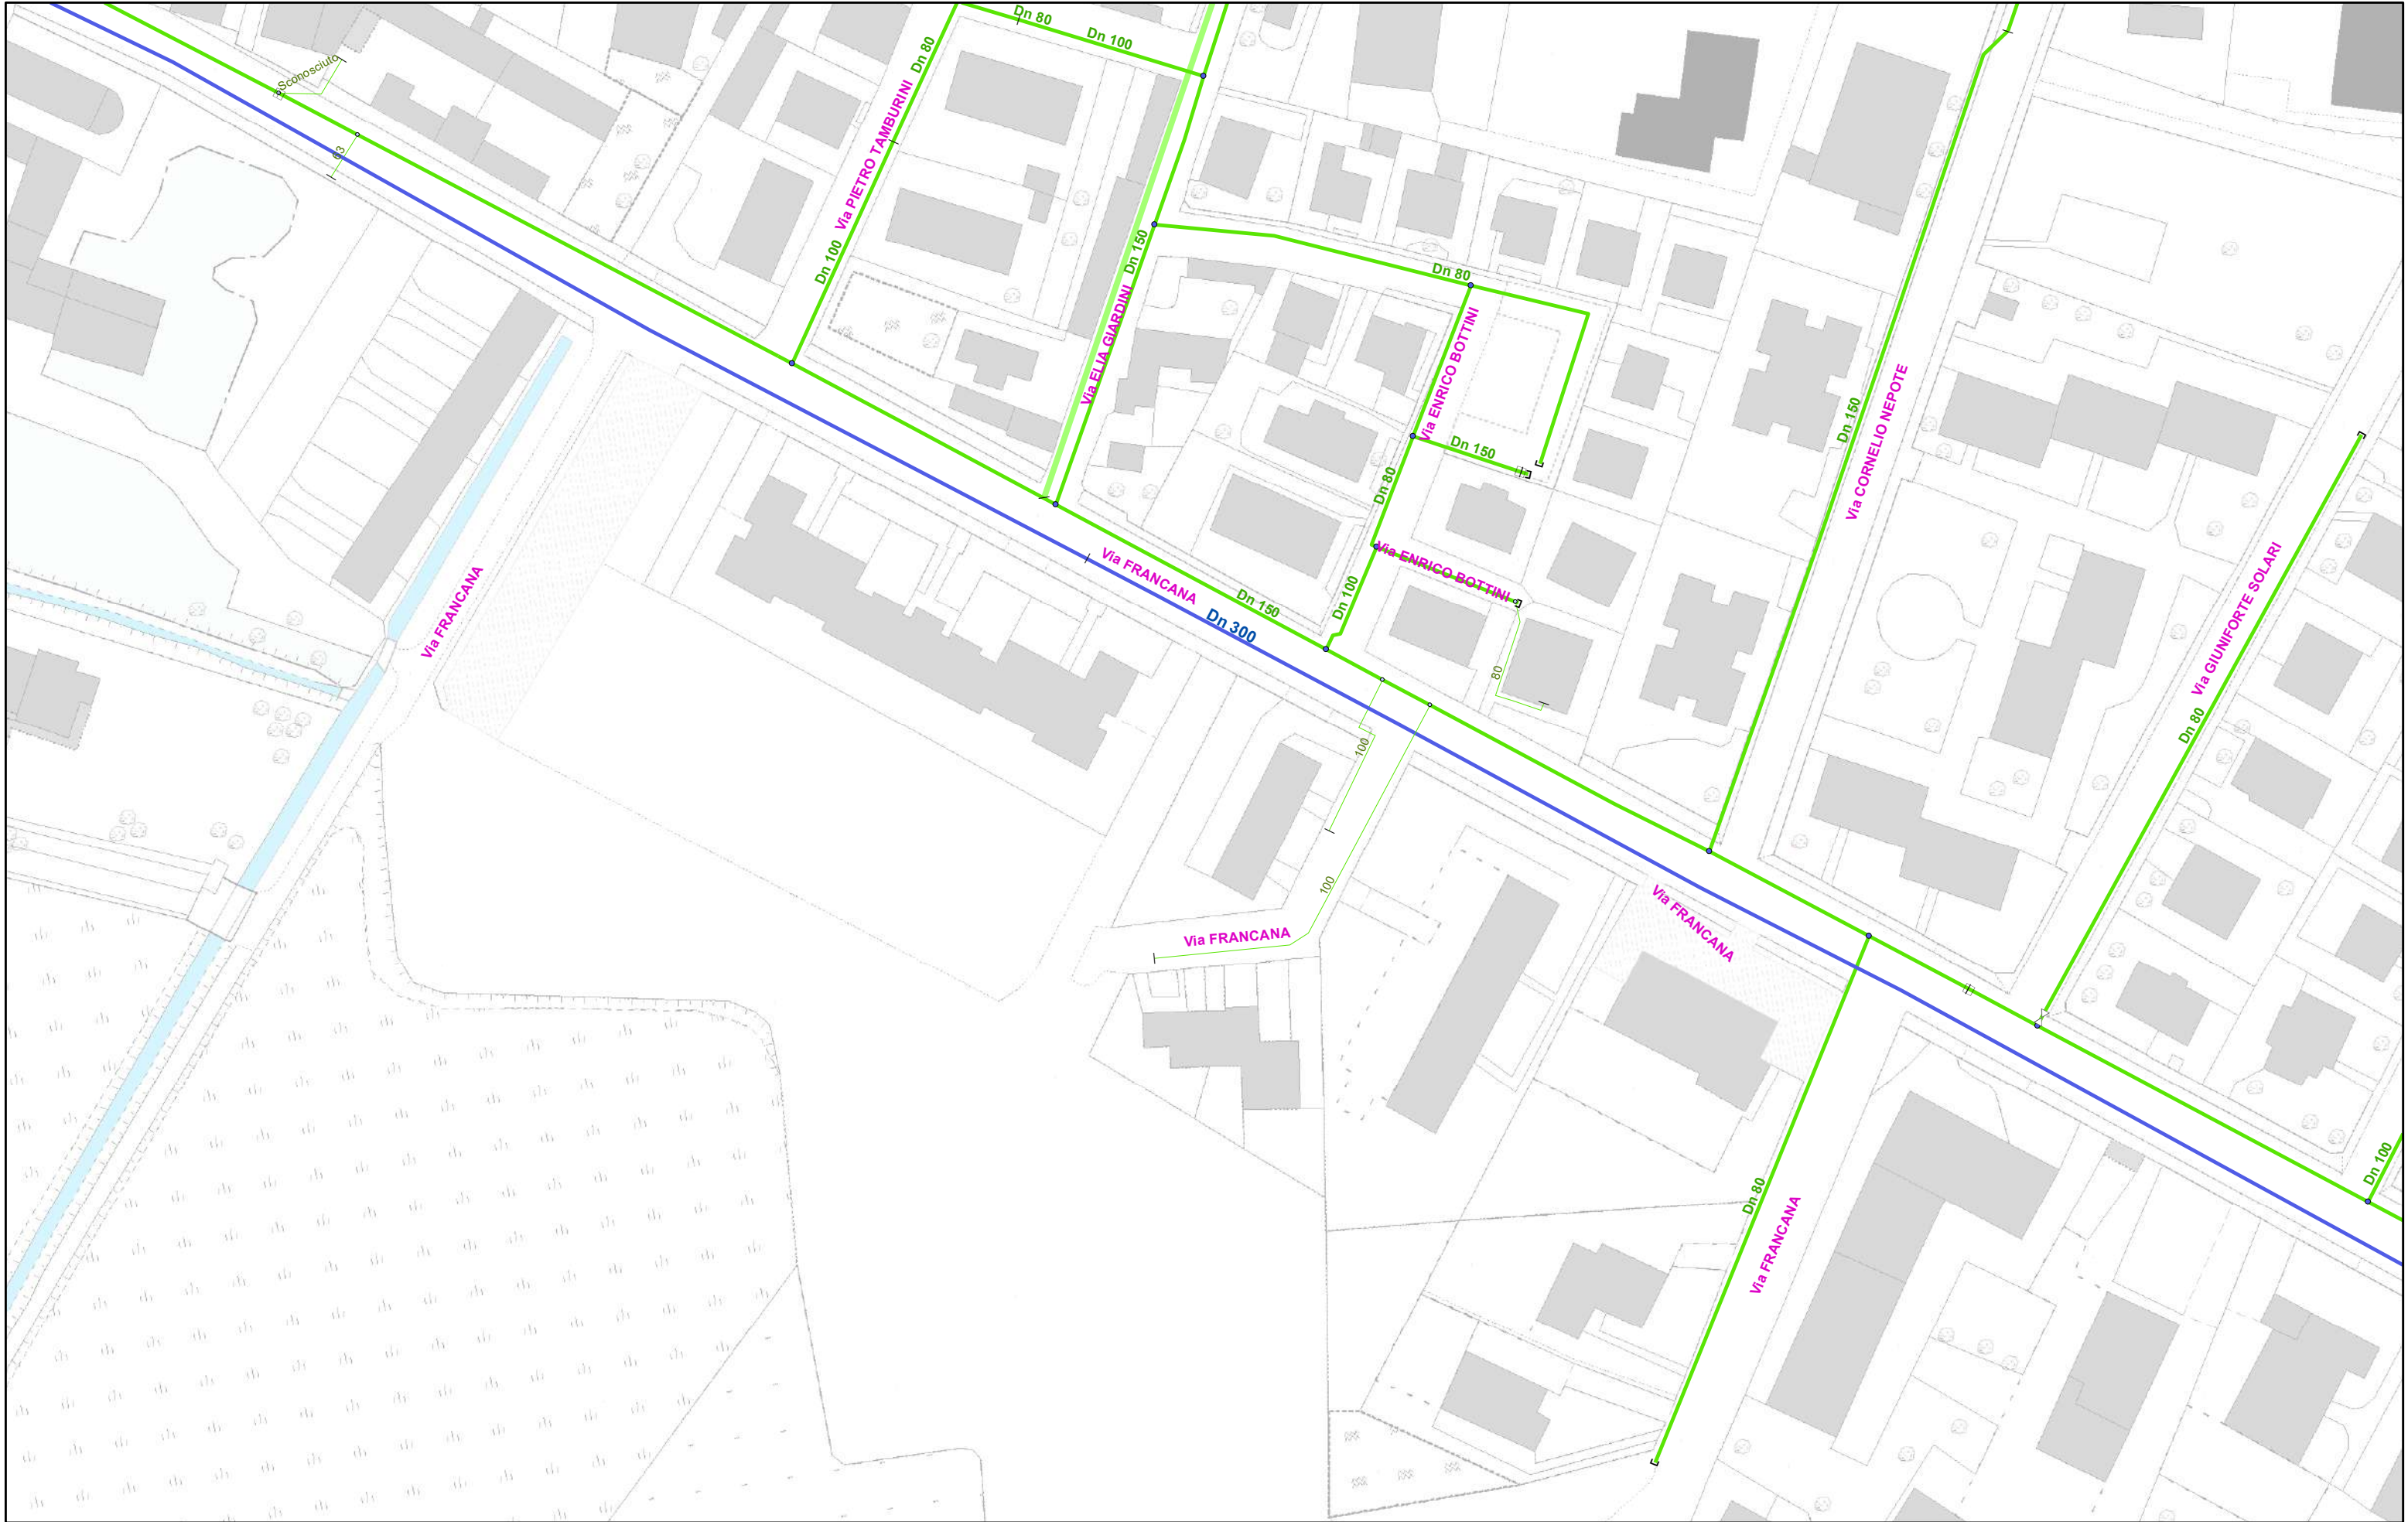 Dn 80
Dn 100
Dn 80
Sconosciuto
63
Via PIETRO TAMBURINI
Dn 100
Dn 150
Via ELIA GIARDINI
Dn 80
Via ENRICO BOTTINI
Dn 150
Dn 80
Via ENRICO BOTTINI
Dn 100
80
Dn 150
Via CORNELIO NEPOTE
Via GIUNIFORTE SOLARI
Dn 80
Via FRANCANA
Via FRANCANA
Dn 150
Dn 300
100
100
Via FRANCANA
Via FRANCANA
Dn 80
Via FRANCANA
Dn 100